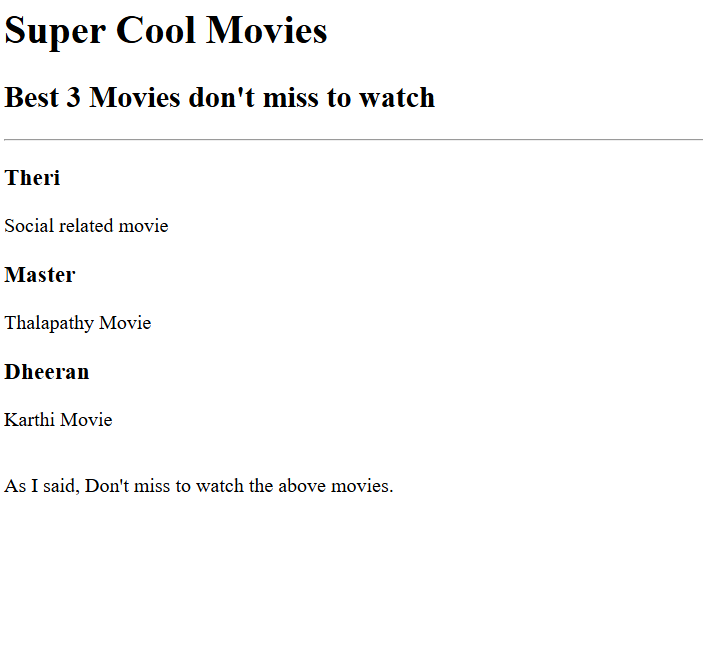 Super Cool Movies
Best 3 Movies don't miss to watch
Theri
Social related movie
Master
Thalapathy Movie
Dheeran
Karthi Movie
As I said, Don't miss to watch the above movies.